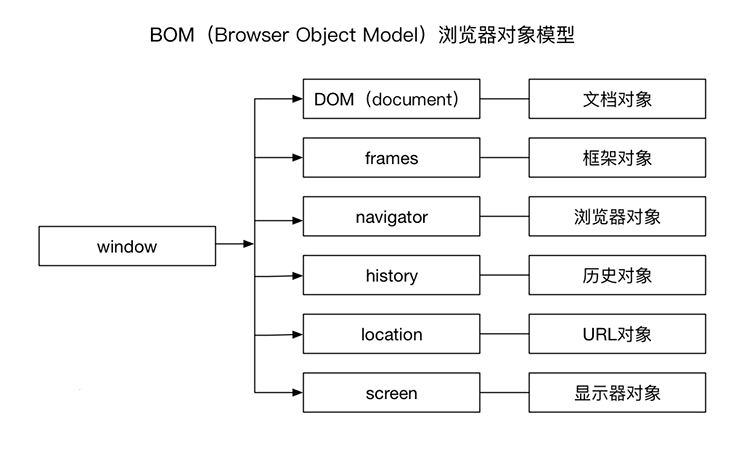 BOM（Browser Object Model）浏览器对象模型
DOM（document）
文档对象
frames
框架对象
navigator
浏览器对象
window
history
历史对象
location
URL对象
screen
显示器对象